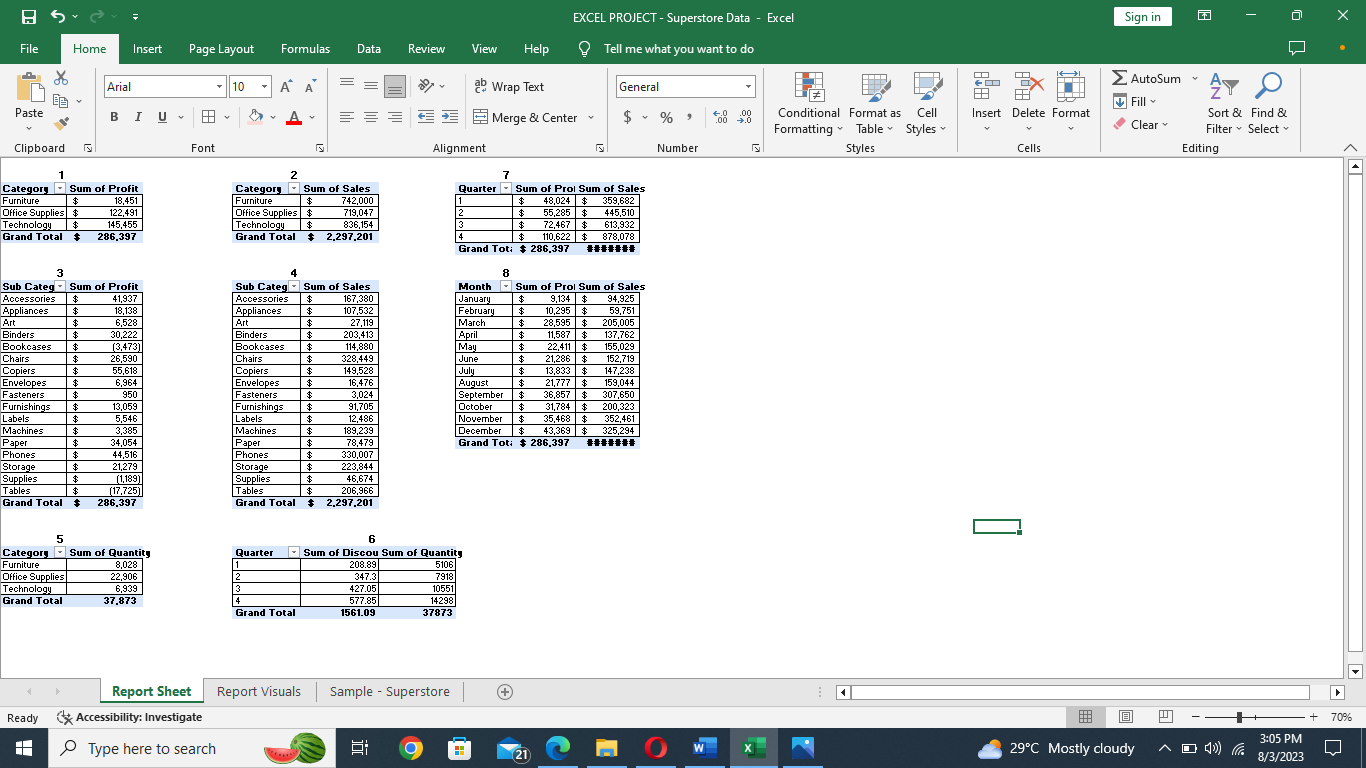 EXCEL PROJECT - Superstore Data - Excel
Sign in
File Home Insert Page Layout Formulas Data Review View Help Tell me what you want to do
Paste
Clipboard
Arial 10 A A
B I U A
Font
ab Wrap Text
Merge & Center
Alignment
General
$ % , .0 .00 .00 .0
Number
Conditional Formatting
Format as Table
Cell Styles
Styles
Insert Delete Format
Cells
AutoSum
Fill
Clear
Sort & Filter
Find & Select
Editing
1
Category Sum of Profit
Furniture $ 18,451
Office Supplies $ 122,491
Technology $ 145,455
Grand Total $ 286,397
2
Category Sum of Sales
Furniture $ 742,000
Office Supplies $ 719,047
Technology $ 836,154
Grand Total $ 2,297,201
7
Quarter Sum of Pro Sum of Sales
1 $ 48,024 $ 359,682
2 $ 55,285 $ 445,510
3 $ 72,467 $ 613,932
4 $ 110,622 $ 878,078
Grand Tot $ 286,397 #######
3
Sub Categ Sum of Profit
Accessories $ 41,937
Appliances $ 18,138
Art $ 6,528
Binders $ 30,222
Bookcases $ (3,473)
Chairs $ 26,590
Copiers $ 55,618
Envelopes $ 6,964
Fasteners $ 950
Furnishings $ 13,059
Labels $ 5,546
Machines $ 3,385
Paper $ 34,054
Phones $ 44,516
Storage $ 21,279
Supplies $ (1,189)
Tables $ (17,725)
Grand Total $ 286,397
4
Sub Categ Sum of Sales
Accessories $ 167,380
Appliances $ 107,532
Art $ 27,119
Binders $ 203,413
Bookcases $ 114,880
Chairs $ 328,449
Copiers $ 149,528
Envelopes $ 16,476
Fasteners $ 3,024
Furnishings $ 91,705
Labels $ 12,486
Machines $ 189,239
Paper $ 78,479
Phones $ 330,007
Storage $ 223,844
Supplies $ 46,674
Tables $ 206,966
Grand Total $ 2,297,201
8
Month Sum of Pro Sum of Sales
January $ 9,134 $ 94,925
February $ 10,295 $ 59,751
March $ 28,595 $ 205,005
April $ 11,587 $ 137,762
May $ 22,411 $ 155,029
June $ 21,286 $ 152,719
July $ 13,833 $ 147,238
August $ 21,777 $ 159,044
September $ 36,857 $ 307,650
October $ 31,784 $ 200,323
November $ 35,468 $ 352,461
December $ 43,369 $ 325,294
Grand Tot $ 286,397 #######
5
Category Sum of Quantity
Furniture 8,028
Office Supplies 22,906
Technology 6,939
Grand Total 37,873
6
Quarter Sum of Discou Sum of Quantity
1 208.89 5106
2 347.3 7918
3 427.05 10551
4 577.85 14298
Grand Total 1561.09 37873
Report Sheet Report Visuals Sample - Superstore
Ready Accessibility: Investigate 70%
Type here to search 21 29°C Mostly cloudy 3:05 PM
8/3/2023